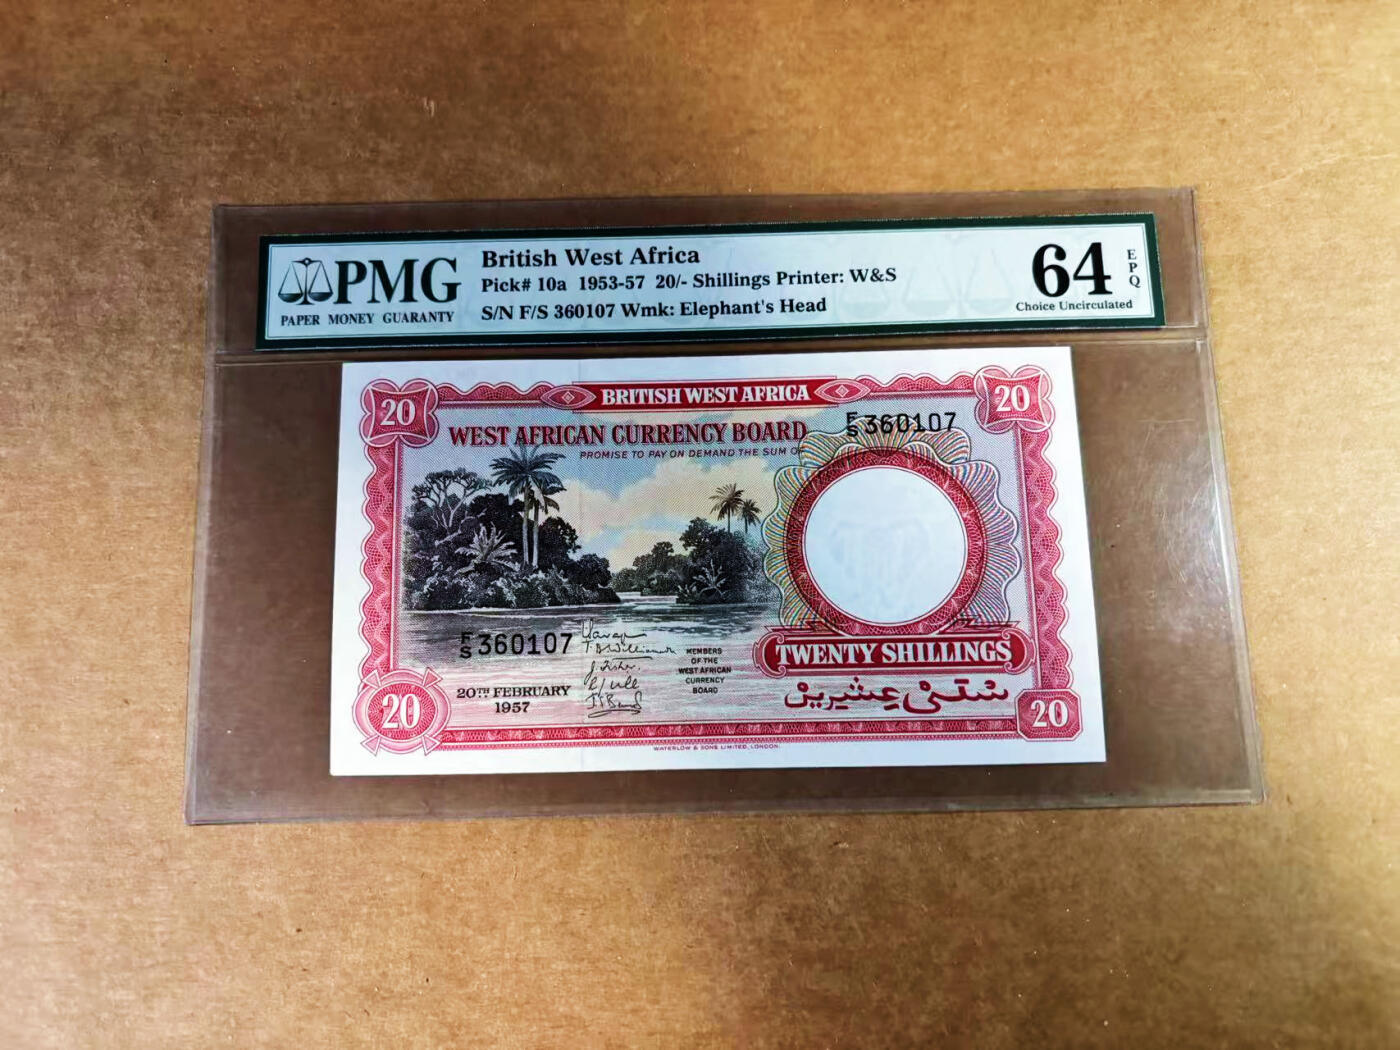 PMG
PAPER MONEY GUARANTY
British West Africa
Pick# 10a 1953-57 20/- Shillings Printer: W&S
S/N F/S 360107 Wmk: Elephant's Head
64
EPQ
Choice Uncirculated
20
BRITISH WEST AFRICA
20
WEST AFRICAN CURRENCY BOARD
F/S 360107
PROMISE TO PAY ON DEMAND THE SUM OF
F/S 360107
MEMBERS
OF THE
WEST AFRICAN
CURRENCY
BOARD
TWENTY SHILLINGS
20TH FEBRUARY
1957
20
20
WATERLOW & SONS LIMITED, LONDON.